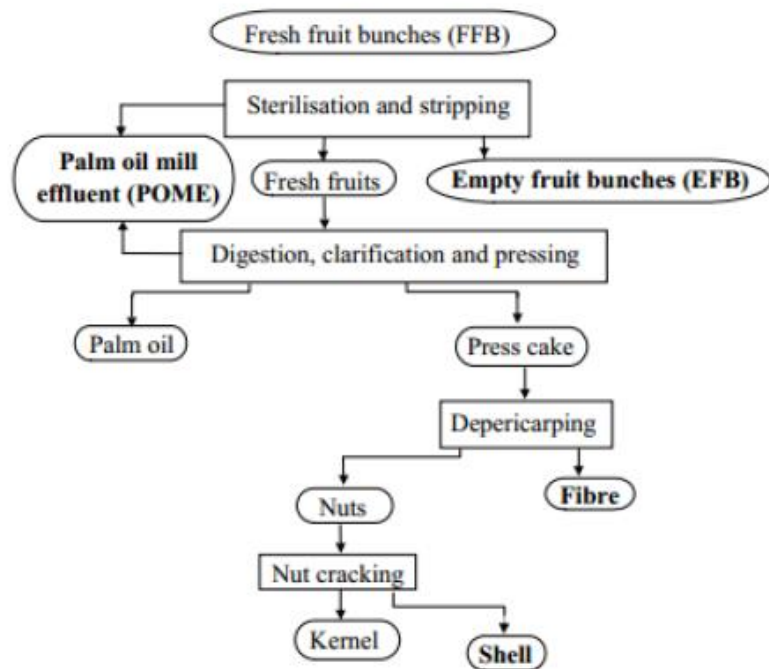 Fresh fruit bunches (FFB)
Sterilisation and stripping
Palm oil mill
effluent (POME)
Fresh fruits
Empty fruit bunches (EFB)
Digestion, clarification and pressing
Palm oil
Press cake
Depericarping
Nuts
Fibre
Nut cracking
Kernel
Shell